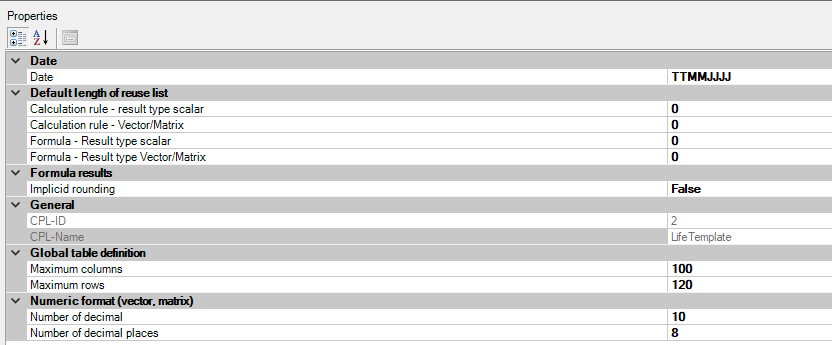 Properties
Date
Date TTMMJJJJ
Default length of reuse list
Calculation rule - result type scalar 0
Calculation rule - Vector/Matrix 0
Formula - Result type scalar 0
Formula - Result type Vector/Matrix 0
Formula results
Implicid rounding False
General
CPL-ID 2
CPL-Name LifeTemplate
Global table definition
Maximum columns 100
Maximum rows 120
Numeric format (vector, matrix)
Number of decimal 10
Number of decimal places 8